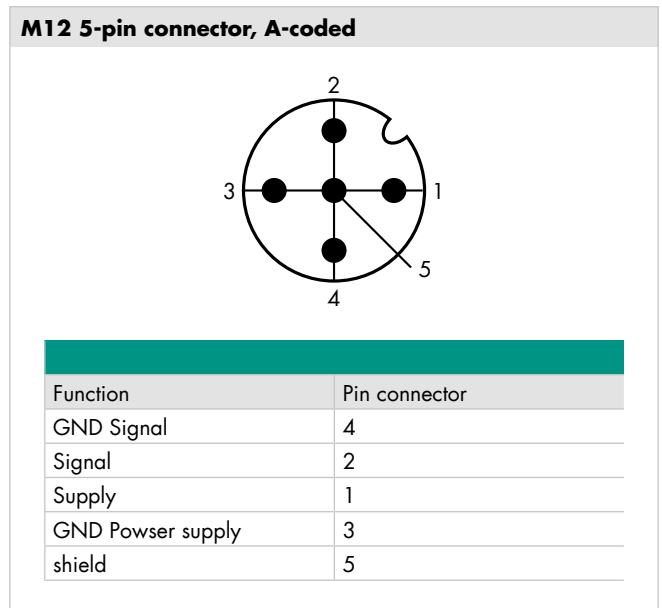 M12 5-pin connector, A-coded
2
3
1
5
4
Function Pin connector
GND Signal 4
Signal 2
Supply 1
GND Powser supply 3
shield 5